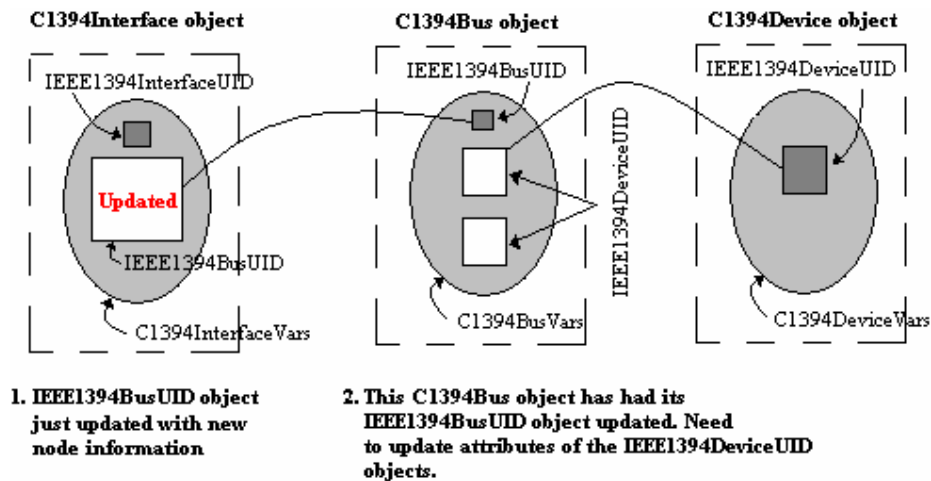 C1394Interface object
C1394Bus object
C1394Device object
IEEE1394InterfaceUID
IEEE1394BusUID
IEEE1394DeviceUID
Updated
IEEE1394DeviceUID
IEEE1394BusUID
C1394InterfaceVars
C1394BusVars
C1394DeviceVars
1. IEEE1394BusUID object
just updated with new
node information
2. This C1394Bus object has had its
IEEE1394BusUID object updated. Need
to update attributes of the IEEE1394DeviceUID
objects.